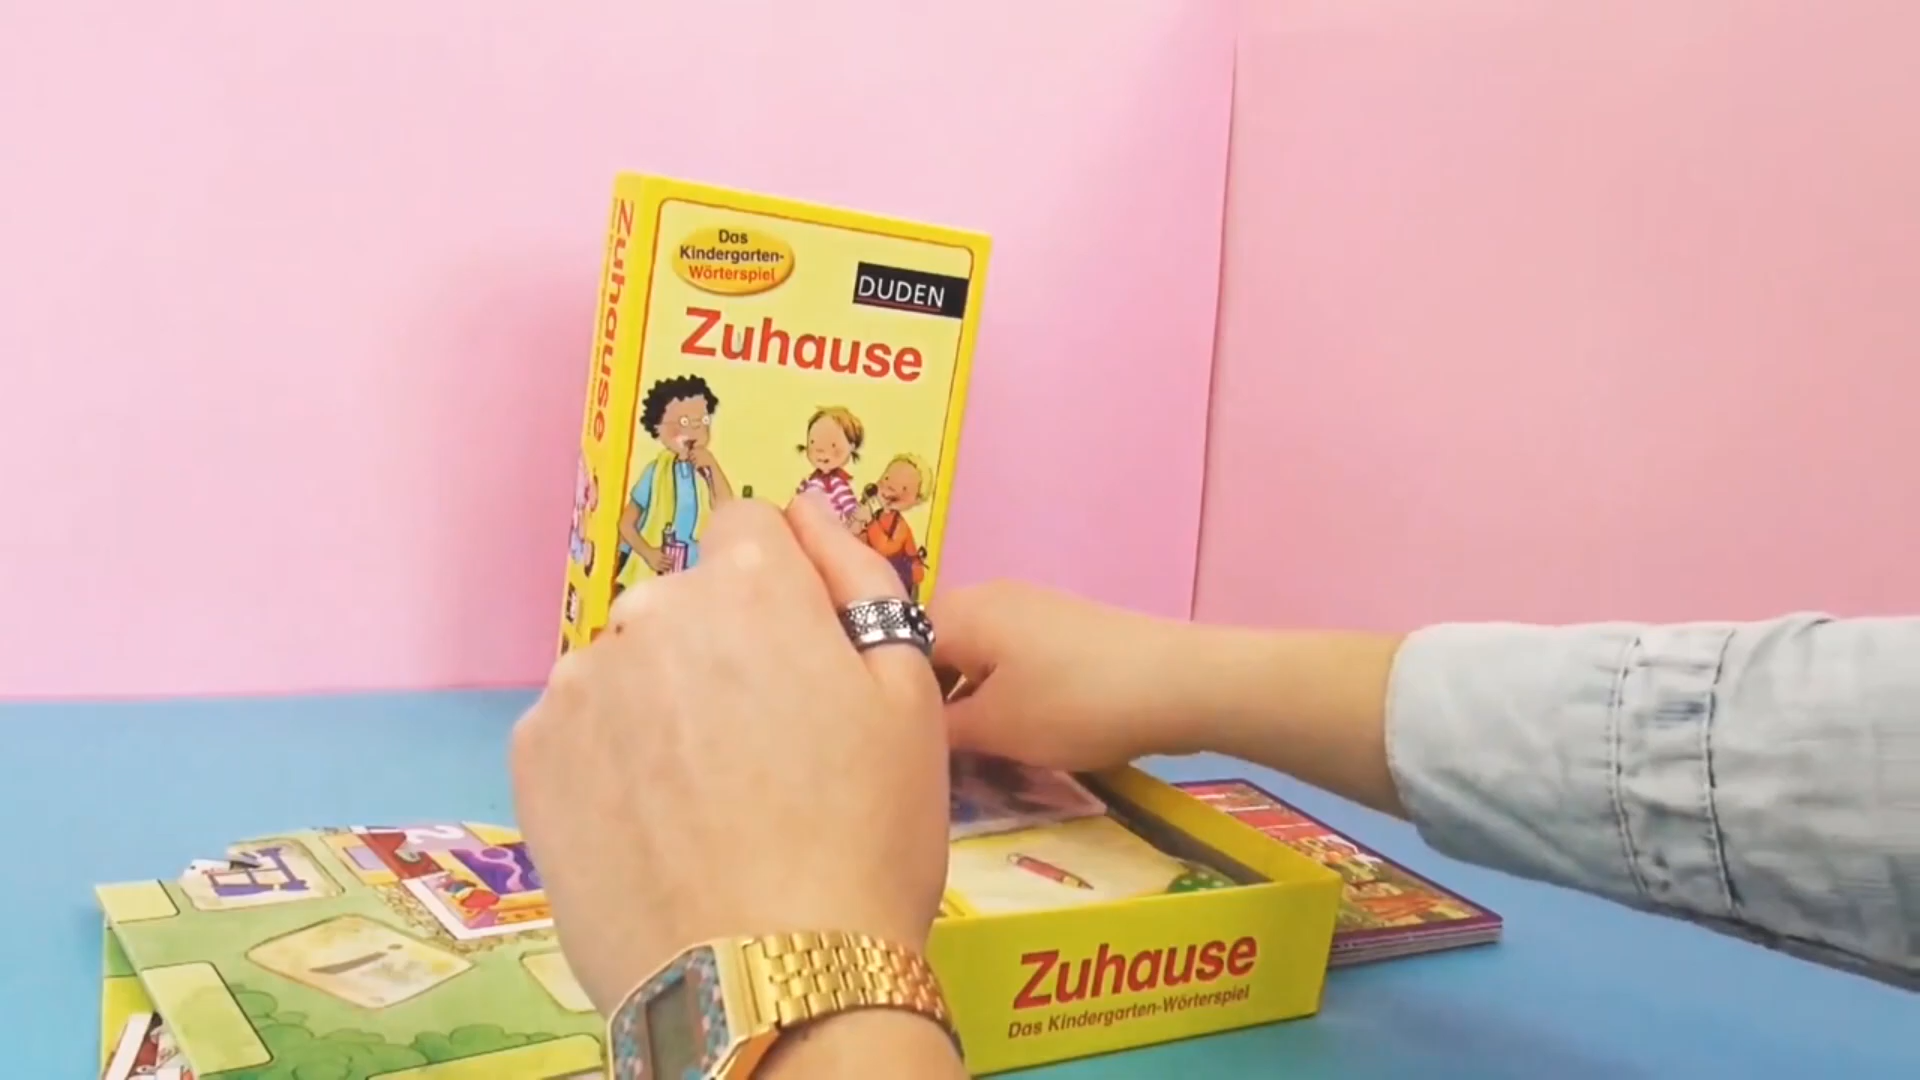 Das
Kindergarten-
Wörterspiel
DUDEN
Zuhause
Zuhause
Zuhause
Das Kindergarten-Wörterspiel